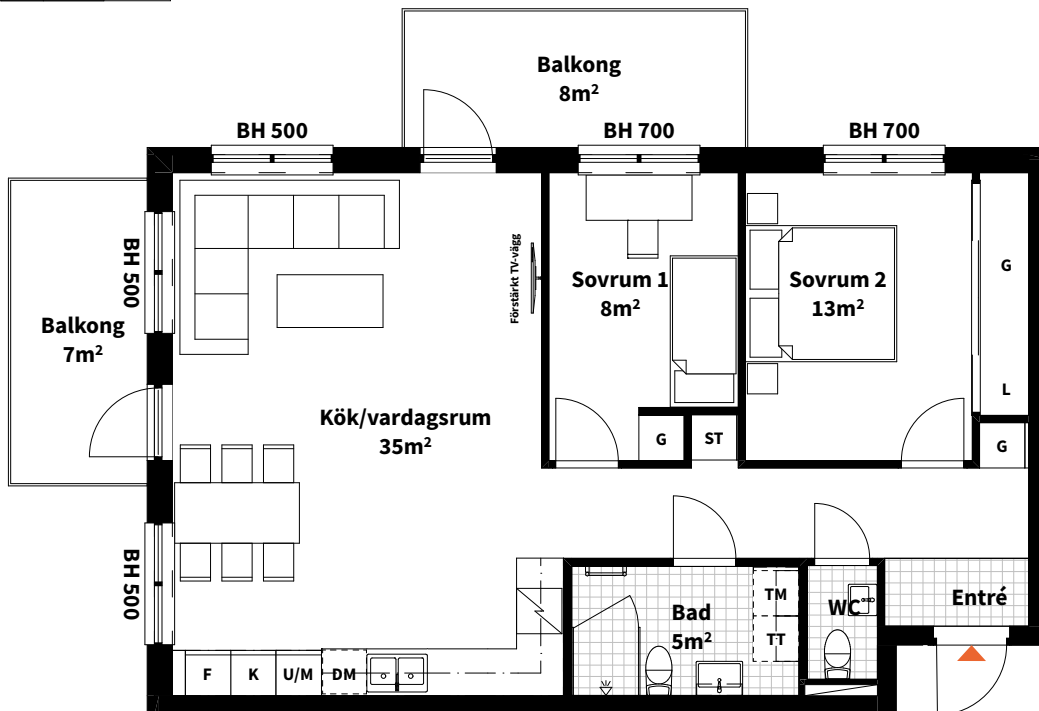 Balkong
8m²
BH 500
BH 700
BH 700
BH 500
Balkong
7m²
Förstärkt TV-vägg
Sovrum 1
8m²
Sovrum 2
13m²
G
L
Kök/vardagsrum
35m²
G
ST
G
BH 500
Bad
5m²
TM
TT
WC
Entré
F
K
U/M
DM